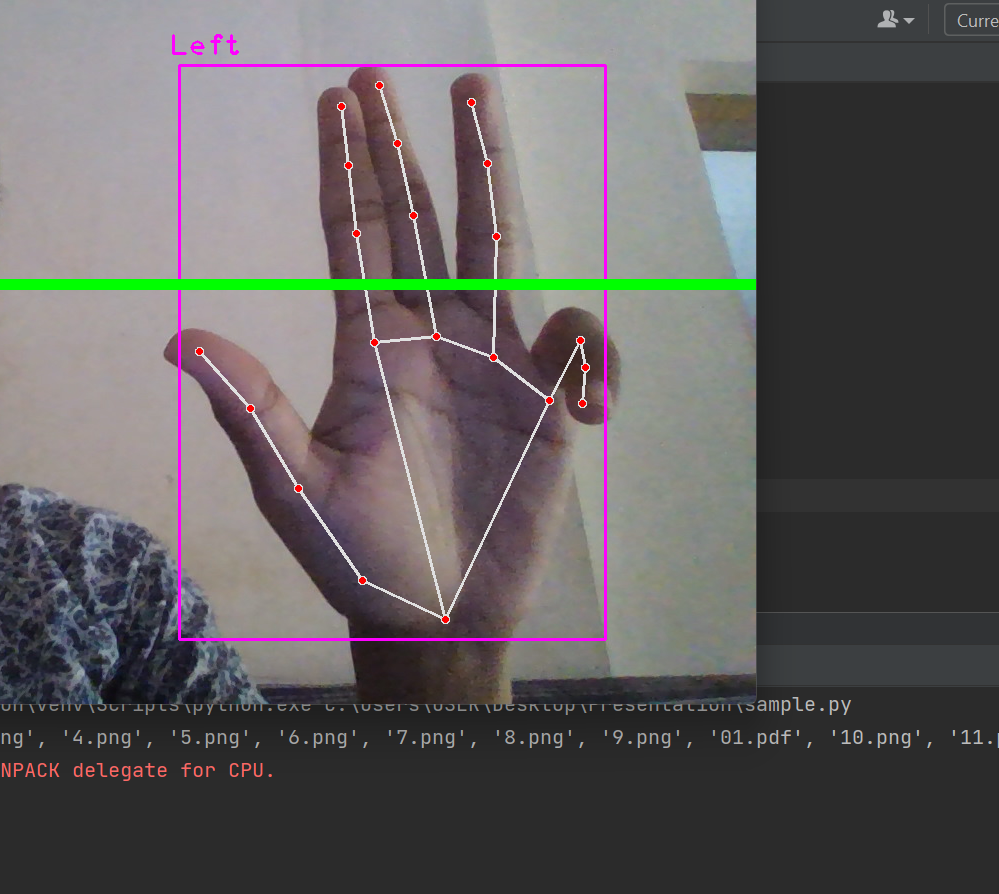 Curre
Left
on\venv\Scripts\python.exe C:\Users\USER\Desktop\Presentation\sample.py
ng', '4.png', '5.png', '6.png', '7.png', '8.png', '9.png', '01.pdf', '10.png', '11.p
NPACK delegate for CPU.